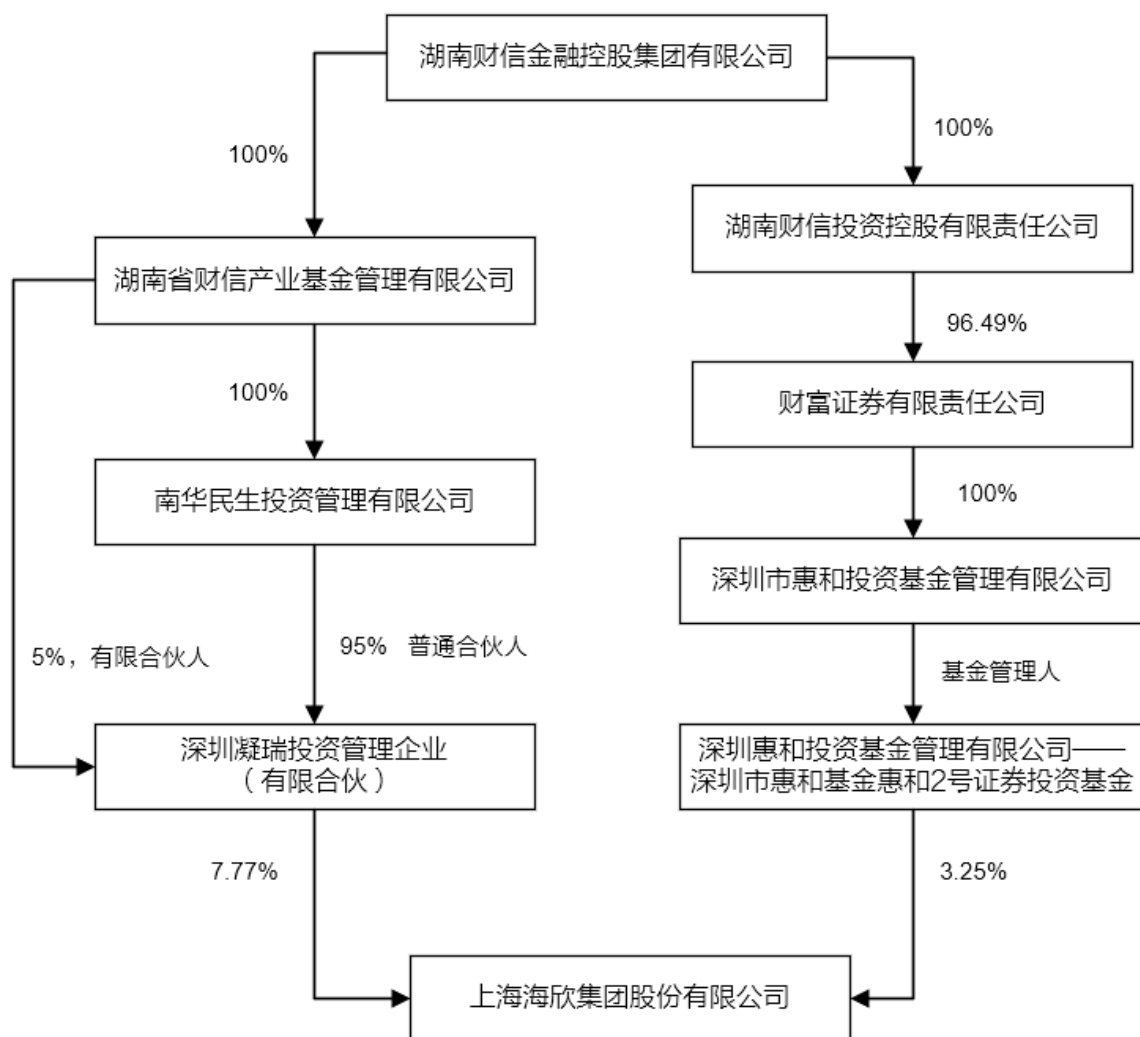 湖南财信金融控股集团有限公司
100%
100%
湖南财信投资控股有限责任公司
湖南省财信产业基金管理有限公司
96.49%
100%
财富证券有限责任公司
南华民生投资管理有限公司
100%
深圳市惠和投资基金管理有限公司
5%，有限合伙人
95% 普通合伙人
基金管理人
深圳凝瑞投资管理企业
（有限合伙）
深圳惠和投资基金管理有限公司——
深圳市惠和基金惠和2号证券投资基金
7.77%
3.25%
上海海欣集团股份有限公司